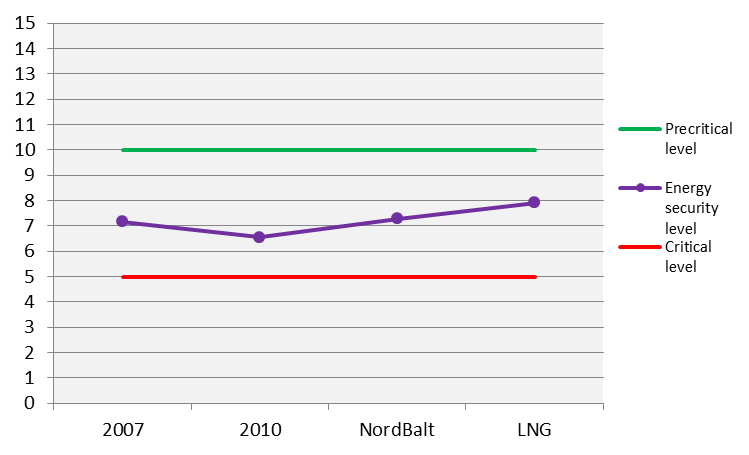 15
14
13
12
11
10
9
8
7
6
5
4
3
2
1
0
2007 2010 NordBalt LNG
Precritical
level
Energy
security
level
Critical
level